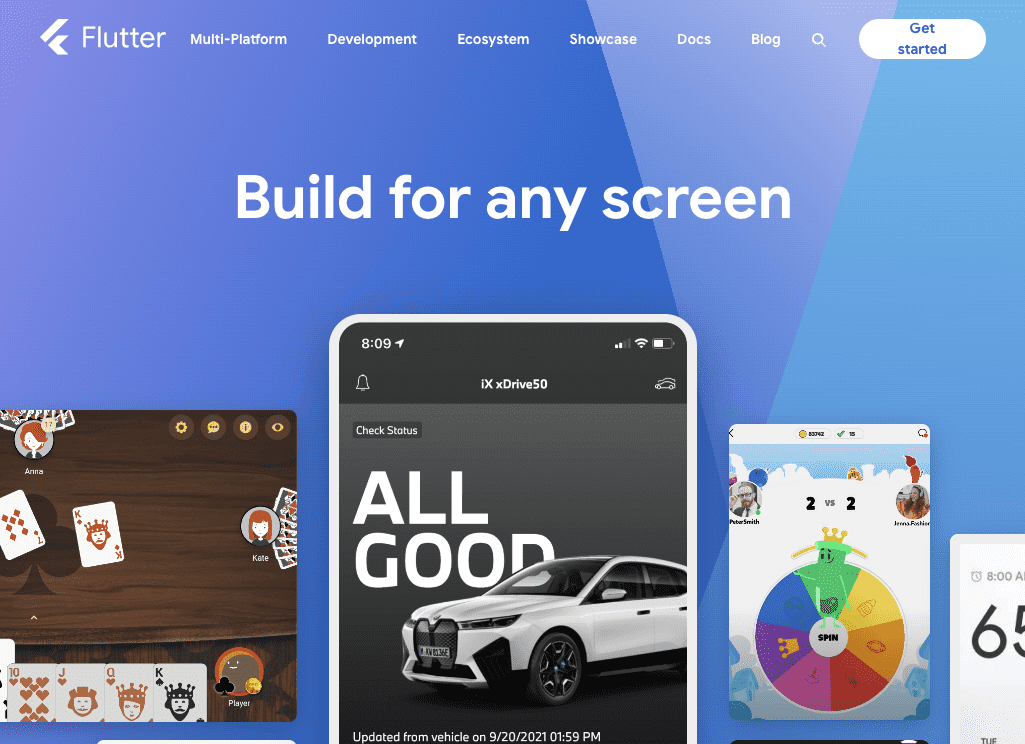 Flutter
Multi-Platform
Development
Ecosystem
Showcase
Docs
Blog
Get
started
Build for any screen
8:09
iX xDrive50
Check Status
ALL
GOOD
Updated from vehicle on 9/20/2021 01:59 PM
17
Anna
K
K
Kate
10
J
Q
K
Player
83742
15
2 VS 2
PeterSmith
Jenna.Fashion
SPIN
8:00 A
65
TUE